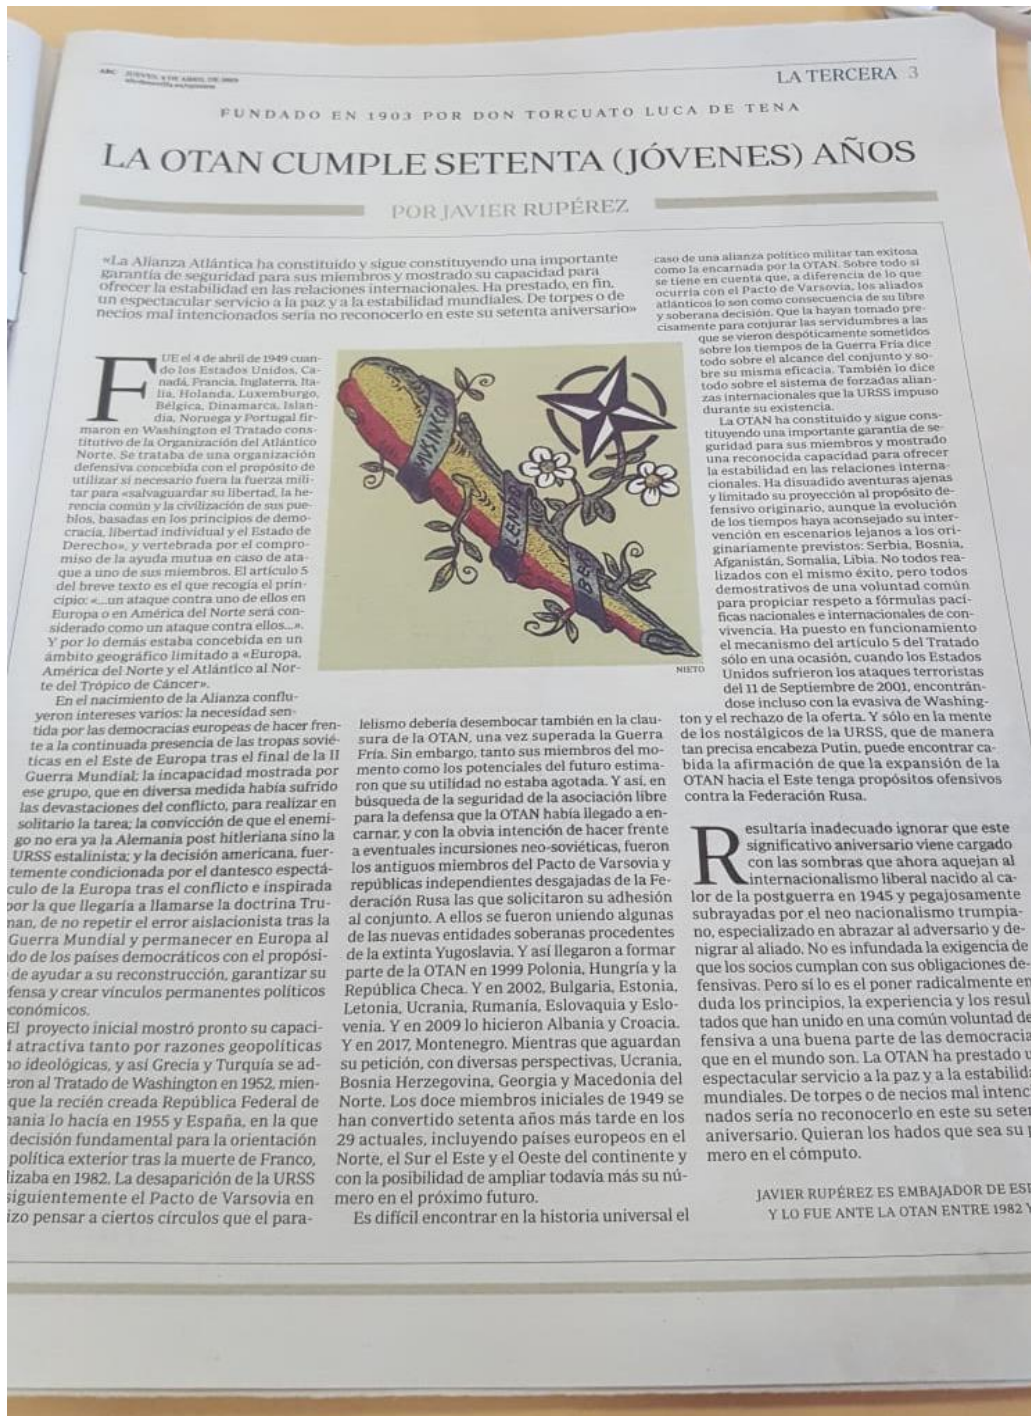 ABC JUEVES, 4 DE ABRIL DE 2019
LA TERCERA 3
FUNDADO EN 1903 POR DON TORCUATO LUCA DE TENA
LA OTAN CUMPLE SETENTA (JÓVENES) AÑOS
POR JAVIER RUPÉREZ
«La Alianza Atlántica ha constituido y sigue constituyendo una importante
garantía de seguridad para sus miembros y mostrado su capacidad para
ofrecer la estabilidad en las relaciones internacionales. Ha prestado, en fin,
un espectacular servicio a la paz y a la estabilidad mundiales. De torpes o de
necios mal intencionados sería no reconocerlo en este su setenta aniversario»
FUE el 4 de abril de 1949 cuan-
do los Estados Unidos, Ca-
nadá, Francia, Inglaterra, Ita-
lia, Holanda, Luxemburgo,
Bélgica, Dinamarca, Islan-
dia, Noruega y Portugal fir-
maron en Washington el Tratado cons-
titutivo de la Organización del Atlántico
Norte. Se trataba de una organización
defensiva concebida con el propósito de
utilizar si necesario fuera la fuerza mili-
tar para «salvaguardar su libertad, la he-
rencia común y la civilización de sus pue-
blos, basadas en los principios de demo-
cracia, libertad individual y el Estado de
Derecho», y vertebrada por el compro-
miso de la ayuda mutua en caso de ata-
que a uno de sus miembros. El artículo 5
del breve texto es el que recogía el prin-
cipio: «...un ataque contra uno de ellos en
Europa o en América del Norte será con-
siderado como un ataque contra ellos...».
Y por lo demás estaba concebida en un
ámbito geográfico limitado a «Europa,
América del Norte y el Atlántico al Nor-
te del Trópico de Cáncer».
En el nacimiento de la Alianza conflu-
yeron intereses varios: la necesidad sen-
tida por las democracias europeas de hacer fren-
te a la continuada presencia de las tropas sovié-
ticas en el Este de Europa tras el final de la II
Guerra Mundial; la incapacidad mostrada por
ese grupo, que en diversa medida había sufrido
las devastaciones del conflicto, para realizar en
solitario la tarea; la convicción de que el enemi-
go no era ya la Alemania post hitleriana sino la
URSS estalinista; y la decisión americana, fuer-
temente condicionada por el dantesco espectá-
culo de la Europa tras el conflicto e inspirada
por la que llegaría a llamarse la doctrina Tru-
man, de no repetir el error aislacionista tras la
Guerra Mundial y permanecer en Europa al
do de los países democráticos con el propósi-
de ayudar a su reconstrucción, garantizar su
fensa y crear vínculos permanentes políticos
conómicos.
El proyecto inicial mostró pronto su capaci-
d atractiva tanto por razones geopolíticas
no ideológicas, y así Grecia y Turquía se ad-
eron al Tratado de Washington en 1952, mien-
que la recién creada República Federal de
mania lo hacía en 1955 y España, en la que
decisión fundamental para la orientación
política exterior tras la muerte de Franco,
lizaba en 1982. La desaparición de la URSS
siguientemente el Pacto de Varsovia en
izo pensar a ciertos círculos que el para-
MVSINKOM
LENDO
BER
NIETO
lelismo debería desembocar también en la clau-
sura de la OTAN, una vez superada la Guerra
Fría. Sin embargo, tanto sus miembros del mo-
mento como los potenciales del futuro estima-
ron que su utilidad no estaba agotada. Y así, en
búsqueda de la seguridad de la asociación libre
para la defensa que la OTAN había llegado a en-
carnar, y con la obvia intención de hacer frente
a eventuales incursiones neo-soviéticas, fueron
los antiguos miembros del Pacto de Varsovia y
repúblicas independientes desgajadas de la Fe-
deración Rusa las que solicitaron su adhesión
al conjunto. A ellos se fueron uniendo algunas
de las nuevas entidades soberanas procedentes
de la extinta Yugoslavia. Y así llegaron a formar
parte de la OTAN en 1999 Polonia, Hungría y la
República Checa. Y en 2002, Bulgaria, Estonia,
Letonia, Ucrania, Rumanía, Eslovaquia y Eslo-
venia. Y en 2009 lo hicieron Albania y Croacia.
Y en 2017, Montenegro. Mientras que aguardan
su petición, con diversas perspectivas, Ucrania,
Bosnia Herzegovina, Georgia y Macedonia del
Norte. Los doce miembros iniciales de 1949 se
han convertido setenta años más tarde en los
29 actuales, incluyendo países europeos en el
Norte, el Sur el Este y el Oeste del continente y
con la posibilidad de ampliar todavía más su nú-
mero en el próximo futuro.
Es difícil encontrar en la historia universal el
caso de una alianza político militar tan exitosa
como la encarnada por la OTAN. Sobre todo si
se tiene en cuenta que, a diferencia de lo que
ocurría con el Pacto de Varsovia, los aliados
atlánticos lo son como consecuencia de su libre
y soberana decisión. Que la hayan tomado pre-
cisamente para conjurar las servidumbres a las
que se vieron despóticamente sometidos
sobre los tiempos de la Guerra Fría dice
todo sobre el alcance del conjunto y so-
bre su misma eficacia. También lo dice
todo sobre el sistema de forzadas alian-
zas internacionales que la URSS impuso
durante su existencia.
La OTAN ha constituido y sigue cons-
tituyendo una importante garantía de se-
guridad para sus miembros y mostrado
una reconocida capacidad para ofrecer
la estabilidad en las relaciones interna-
cionales. Ha disuadido aventuras ajenas
y limitado su proyección al propósito de-
fensivo originario, aunque la evolución
de los tiempos haya aconsejado su inter-
vención en escenarios lejanos a los ori-
ginariamente previstos: Serbia, Bosnia,
Afganistán, Somalia, Libia. No todos rea-
lizados con el mismo éxito, pero todos
demostrativos de una voluntad común
para propiciar respeto a fórmulas pací-
ficas nacionales e internacionales de con-
vivencia. Ha puesto en funcionamiento
el mecanismo del artículo 5 del Tratado
sólo en una ocasión, cuando los Estados
Unidos sufrieron los ataques terroristas
del 11 de Septiembre de 2001, encontrán-
dose incluso con la evasiva de Washing-
ton y el rechazo de la oferta. Y sólo en la mente
de los nostálgicos de la URSS, que de manera
tan precisa encabeza Putin, puede encontrar ca-
bida la afirmación de que la expansión de la
OTAN hacia el Este tenga propósitos ofensivos
contra la Federación Rusa.
Resultaría inadecuado ignorar que este
significativo aniversario viene cargado
con las sombras que ahora aquejan al
internacionalismo liberal nacido al ca-
lor de la postguerra en 1945 y pegajosamente
subrayadas por el neo nacionalismo trumpia-
no, especializado en abrazar al adversario y de-
nigrar al aliado. No es infundada la exigencia de
que los socios cumplan con sus obligaciones de-
fensivas. Pero sí lo es el poner radicalmente en
duda los principios, la experiencia y los resul-
tados que han unido en una común voluntad de
fensiva a una buena parte de las democracia
que en el mundo son. La OTAN ha prestado u
espectacular servicio a la paz y a la estabilida
mundiales. De torpes o de necios mal intenc
nados sería no reconocerlo en este su seten
aniversario. Quieran los hados que sea su p
mero en el cómputo.
JAVIER RUPÉREZ ES EMBAJADOR DE ESP
Y LO FUE ANTE LA OTAN ENTRE 1982 Y